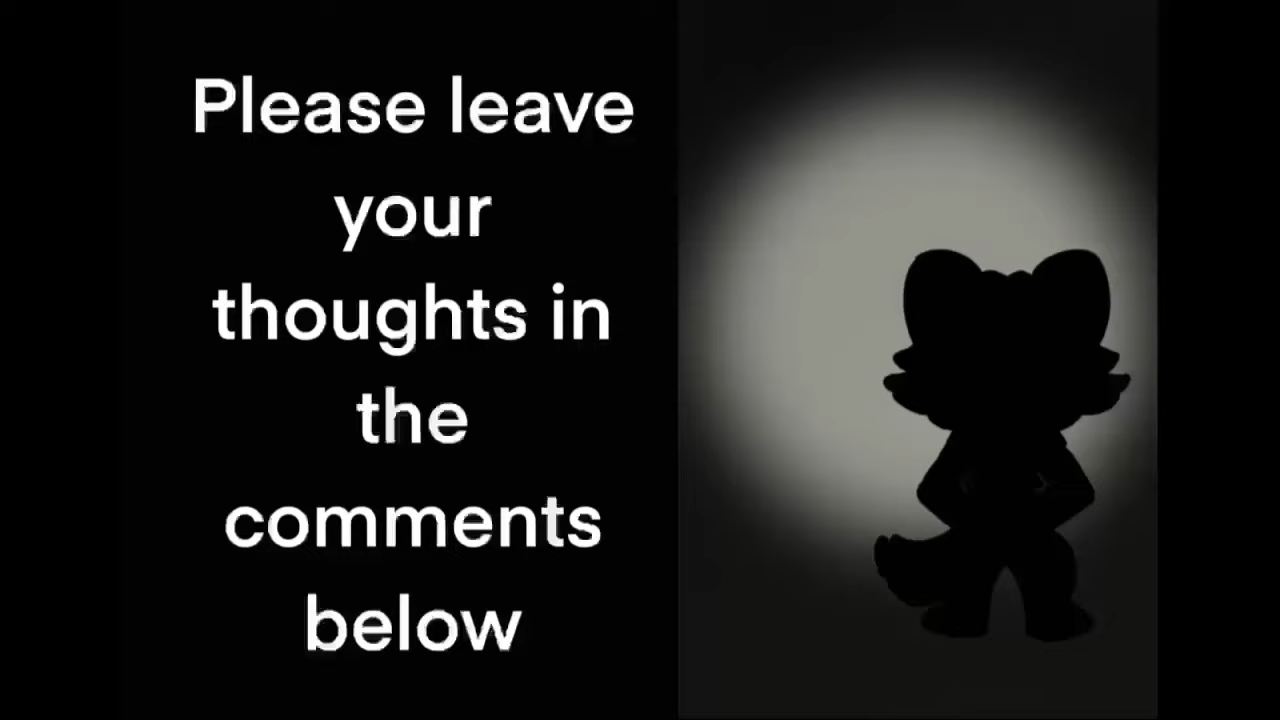 Please leave
your
thoughts in
the
comments
below